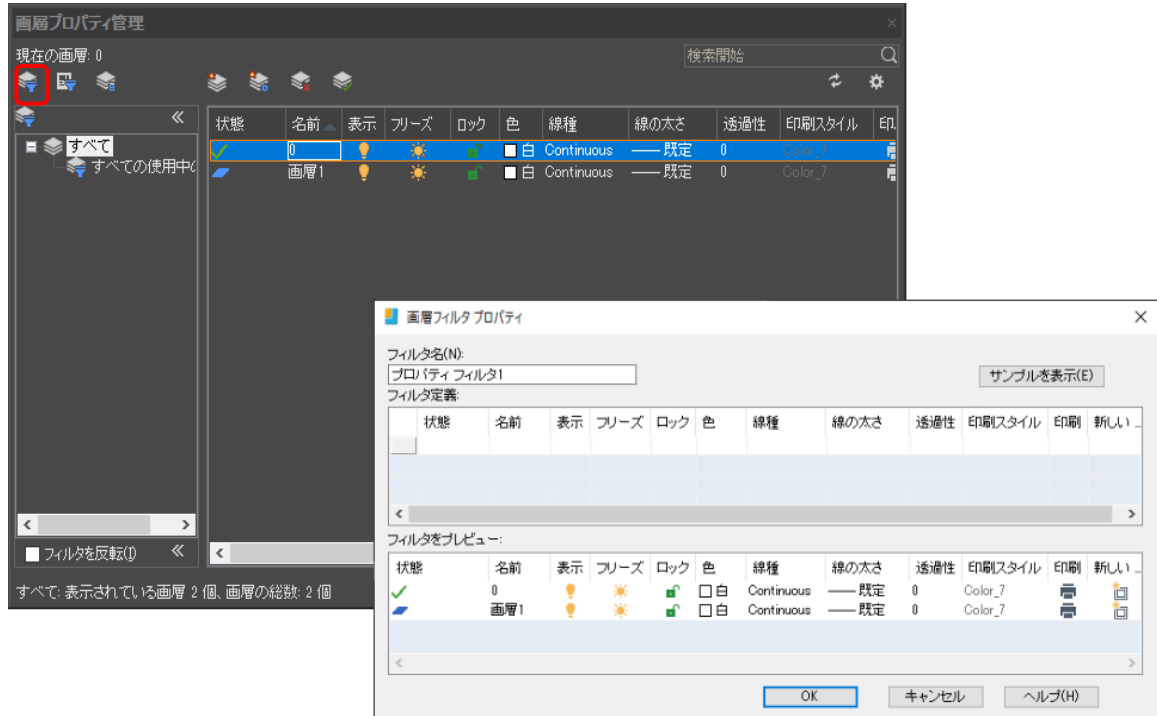 画層プロパティ管理
現在の画層: 0
検索開始
状態 名前 表示 フリーズ ロック 色 線種 線の太さ 透過性 印刷スタイル 印
すべて
すべての使用中の
0 白 Continuous 既定 0 Color_7
画層1 白 Continuous 既定 0 Color_7
フィルタを反転(I)
すべて: 表示されている画層 2 個、画層の総数: 2 個
画層フィルタ プロパティ
フィルタ名(N):
プロパティ フィルタ1
サンプルを表示(E)
フィルタ定義:
状態 名前 表示 フリーズ ロック 色 線種 線の太さ 透過性 印刷スタイル 印刷 新しい ...
フィルタをプレビュー:
状態 名前 表示 フリーズ ロック 色 線種 線の太さ 透過性 印刷スタイル 印刷 新しい ...
0 白 Continuous 既定 0 Color_7
画層1 白 Continuous 既定 0 Color_7
OK キャンセル ヘルプ(H)